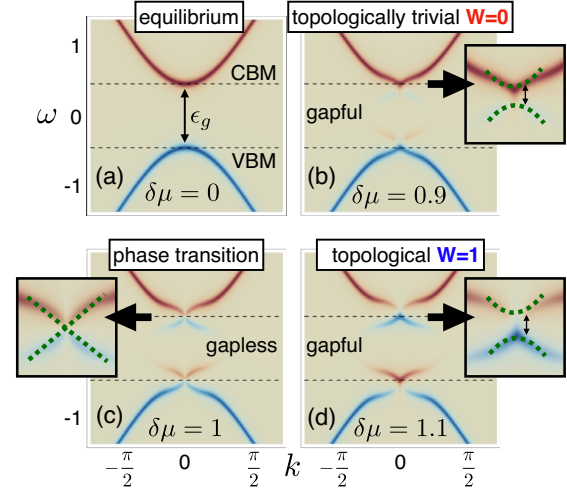 equilibrium
topologically trivial W=0
1
CBM
ω
0
ϵ_g
gapful
VBM
-1
(a)
δμ = 0
(b)
δμ = 0.9
phase transition
topological W=1
gapless
gapful
-1
(c)
δμ = 1
(d)
δμ = 1.1
-π/2
0
π/2
k
-π/2
0
π/2